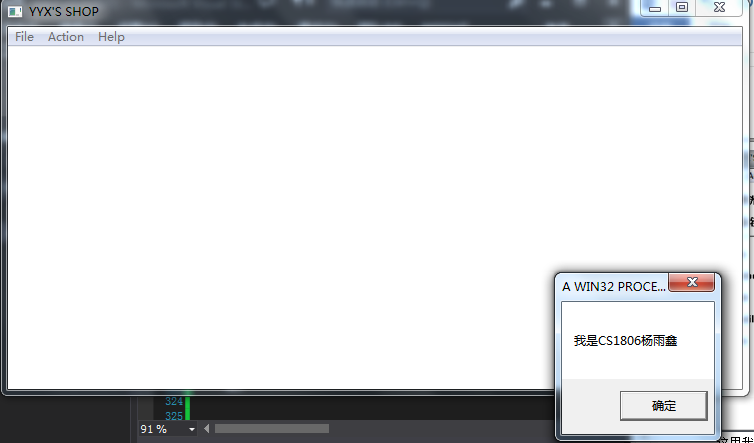 YYX'S SHOP
File Action Help
A WIN32 PROCE...
我是CS1806杨雨鑫
确定
324
325
91 %